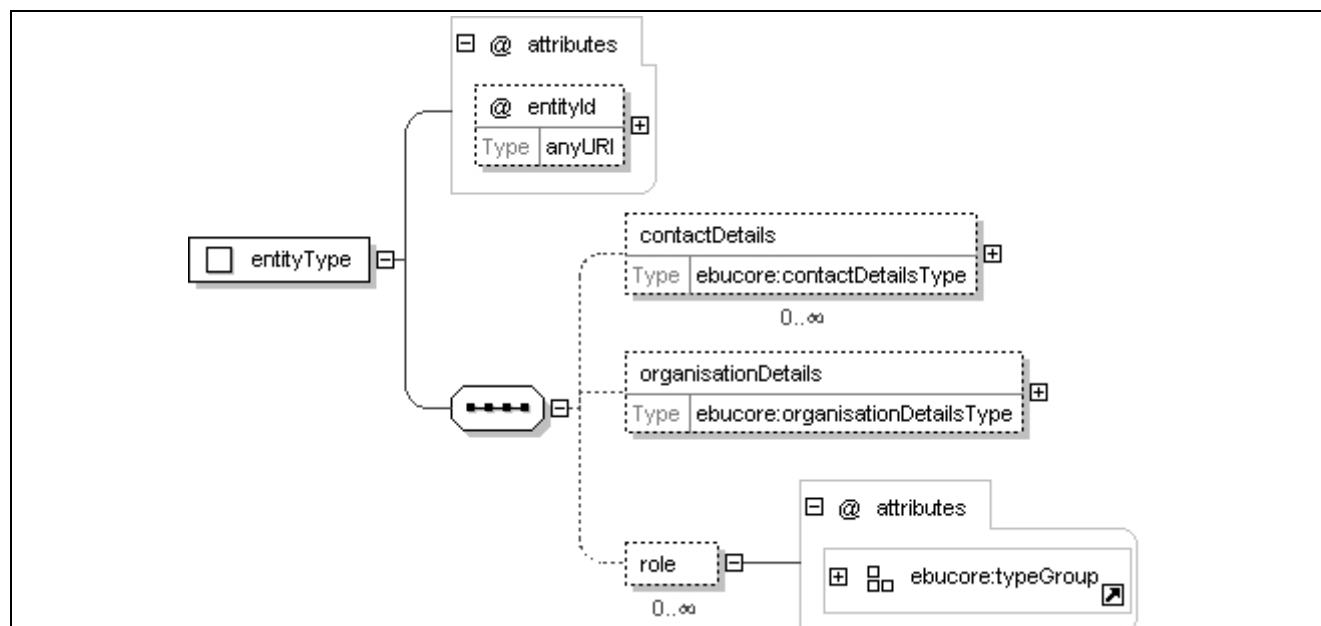 @ attributes
@ entityId
Type anyURI
entityType
contactDetails
Type ebucore:contactDetailsType
0..∞
organisationDetails
Type ebucore:organisationDetailsType
@ attributes
role
ebucore:typeGroup
0..∞